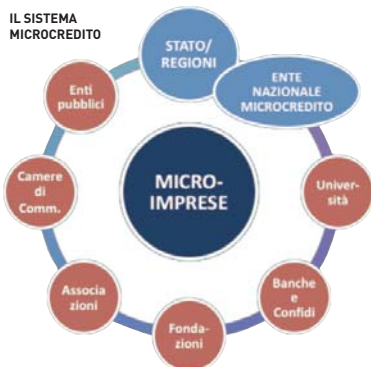 IL SISTEMA
MICROCREDITO
STATO/
REGIONI
ENTE
NAZIONALE
MICROCREDITO
Enti
pubblici
Camere
di
Comm.
MICRO-
IMPRESE
Univer-
sità
Banche
e
Confidi
Associa
zioni
Fonda-
zioni